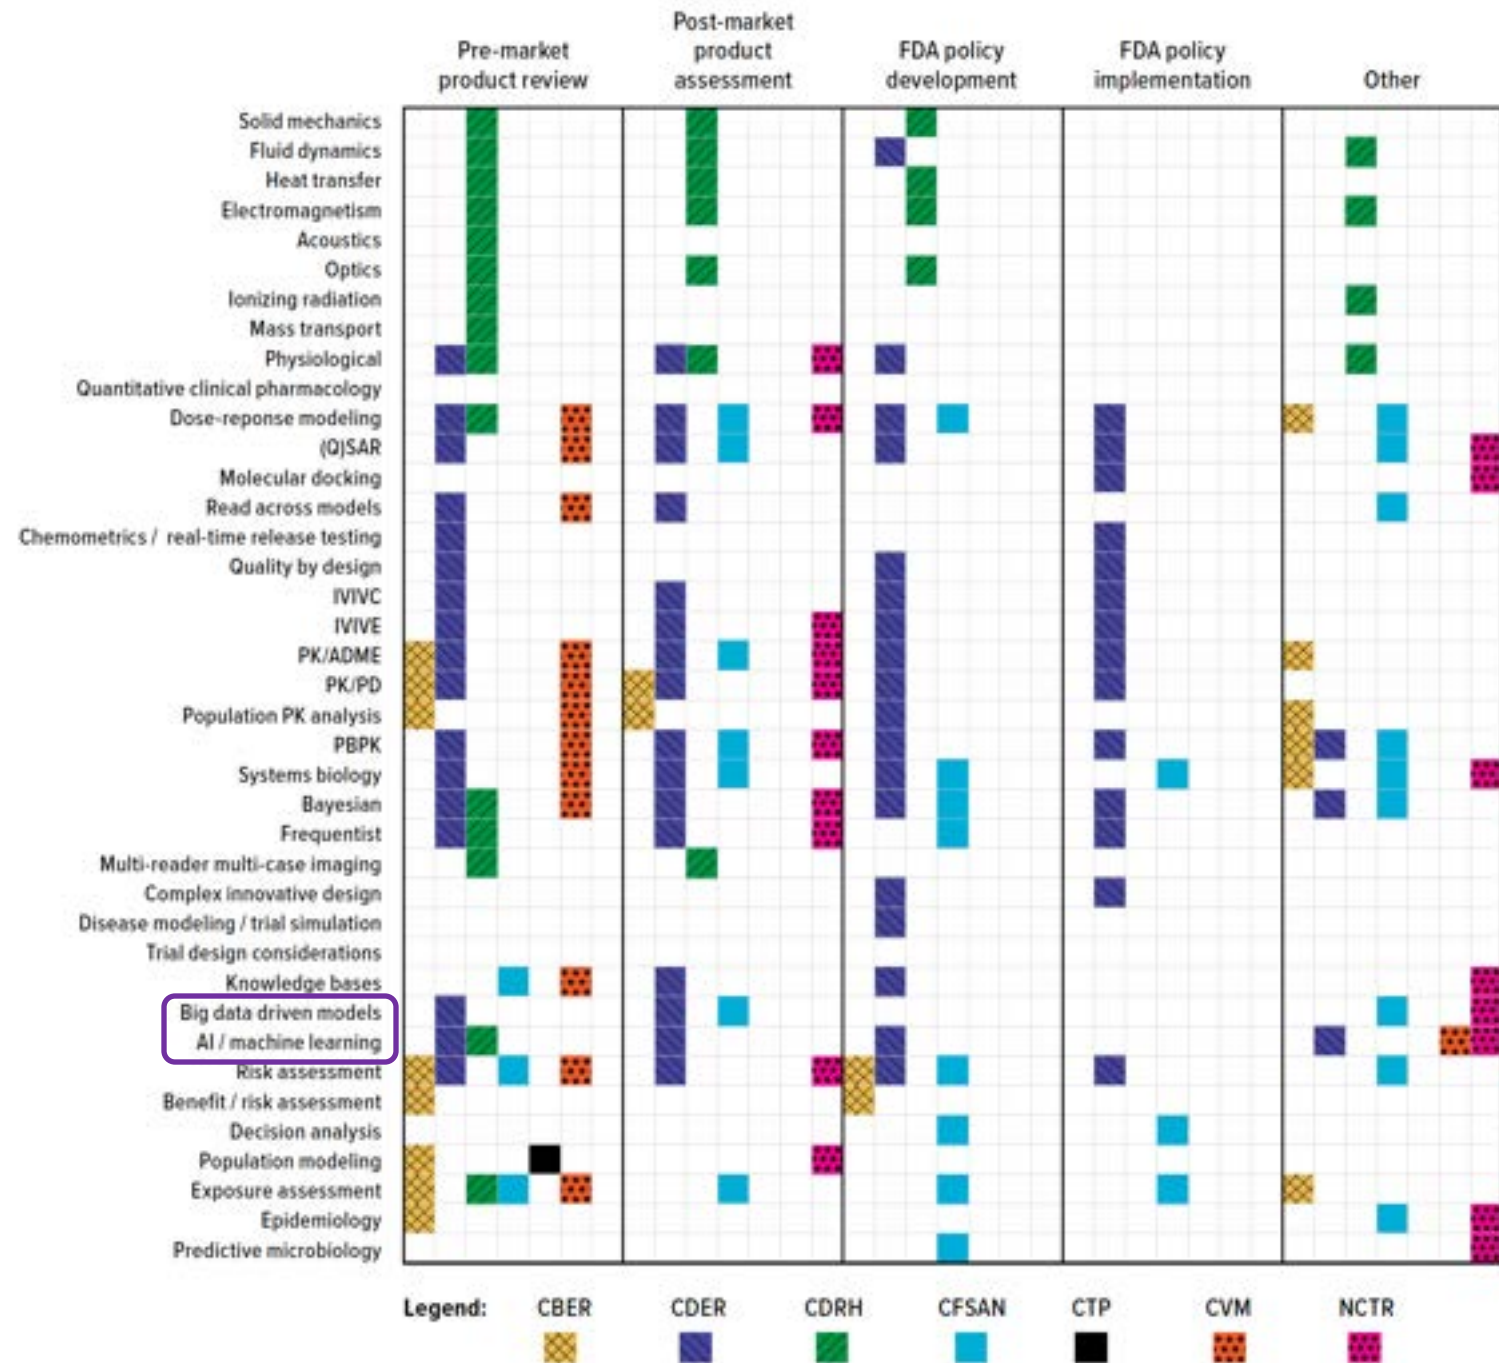 Pre-market
product review
Post-market
product
assessment
FDA policy
development
FDA policy
implementation
Other
Solid mechanics
Fluid dynamics
Heat transfer
Electromagnetism
Acoustics
Optics
Ionizing radiation
Mass transport
Physiological
Quantitative clinical pharmacology
Dose-reponse modeling
(Q)SAR
Molecular docking
Read across models
Chemometrics / real-time release testing
Quality by design
IVIVC
IVIVE
PK/ADME
PK/PD
Population PK analysis
PBPK
Systems biology
Bayesian
Frequentist
Multi-reader multi-case imaging
Complex innovative design
Disease modeling / trial simulation
Trial design considerations
Knowledge bases
Big data driven models
AI / machine learning
Risk assessment
Benefit / risk assessment
Decision analysis
Population modeling
Exposure assessment
Epidemiology
Predictive microbiology
Legend: CBER CDER CDRH CFSAN CTP CVM NCTR